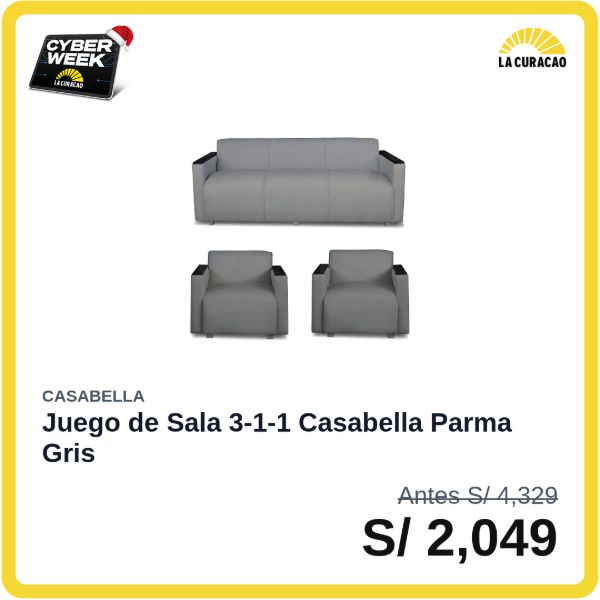 CYBER
WEEK
LA CURACAO
LA CURACAO
CASABELLA
Juego de Sala 3-1-1 Casabella Parma
Gris
Antes S/ 4,329
S/ 2,049